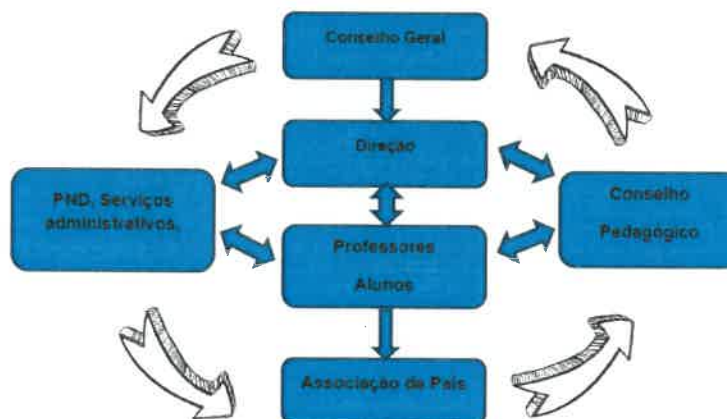 Conselho Geral
Direção
PND, Serviços
administrativos,
Conselho
Pedagógico
Professores
Alunos
Associação de Pais